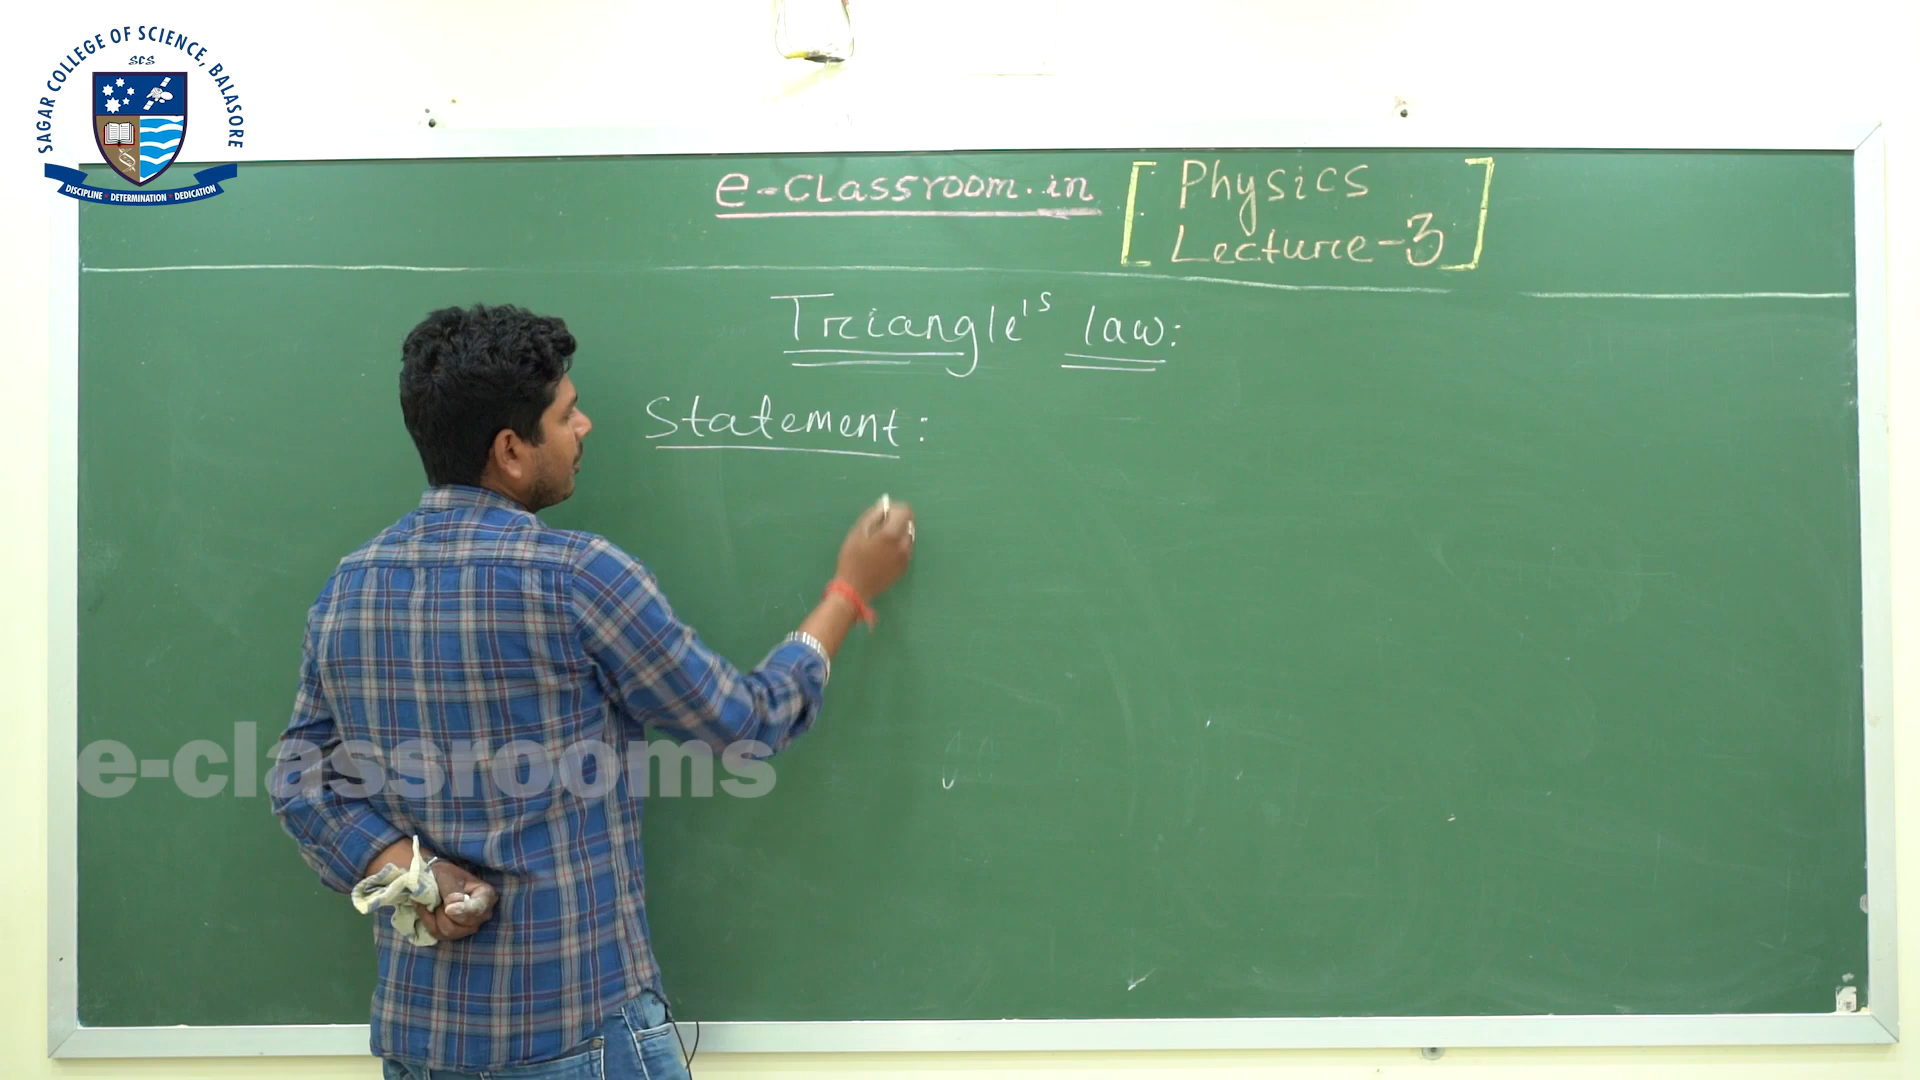 SAGAR COLLEGE OF SCIENCE, BALASORE
SCS
DISCIPLINE • DETERMINATION • DEDICATION
e-classroom.in
Physics
Lecture-3
Triangle's law:
Statement:
e-classrooms